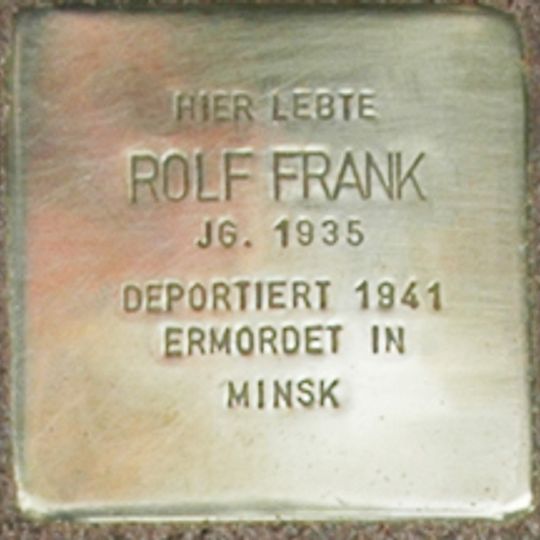 HIER LEBTE
ROLF FRANK
JG. 1935
DEPORTIERT 1941
ERMORDET IN
MINSK